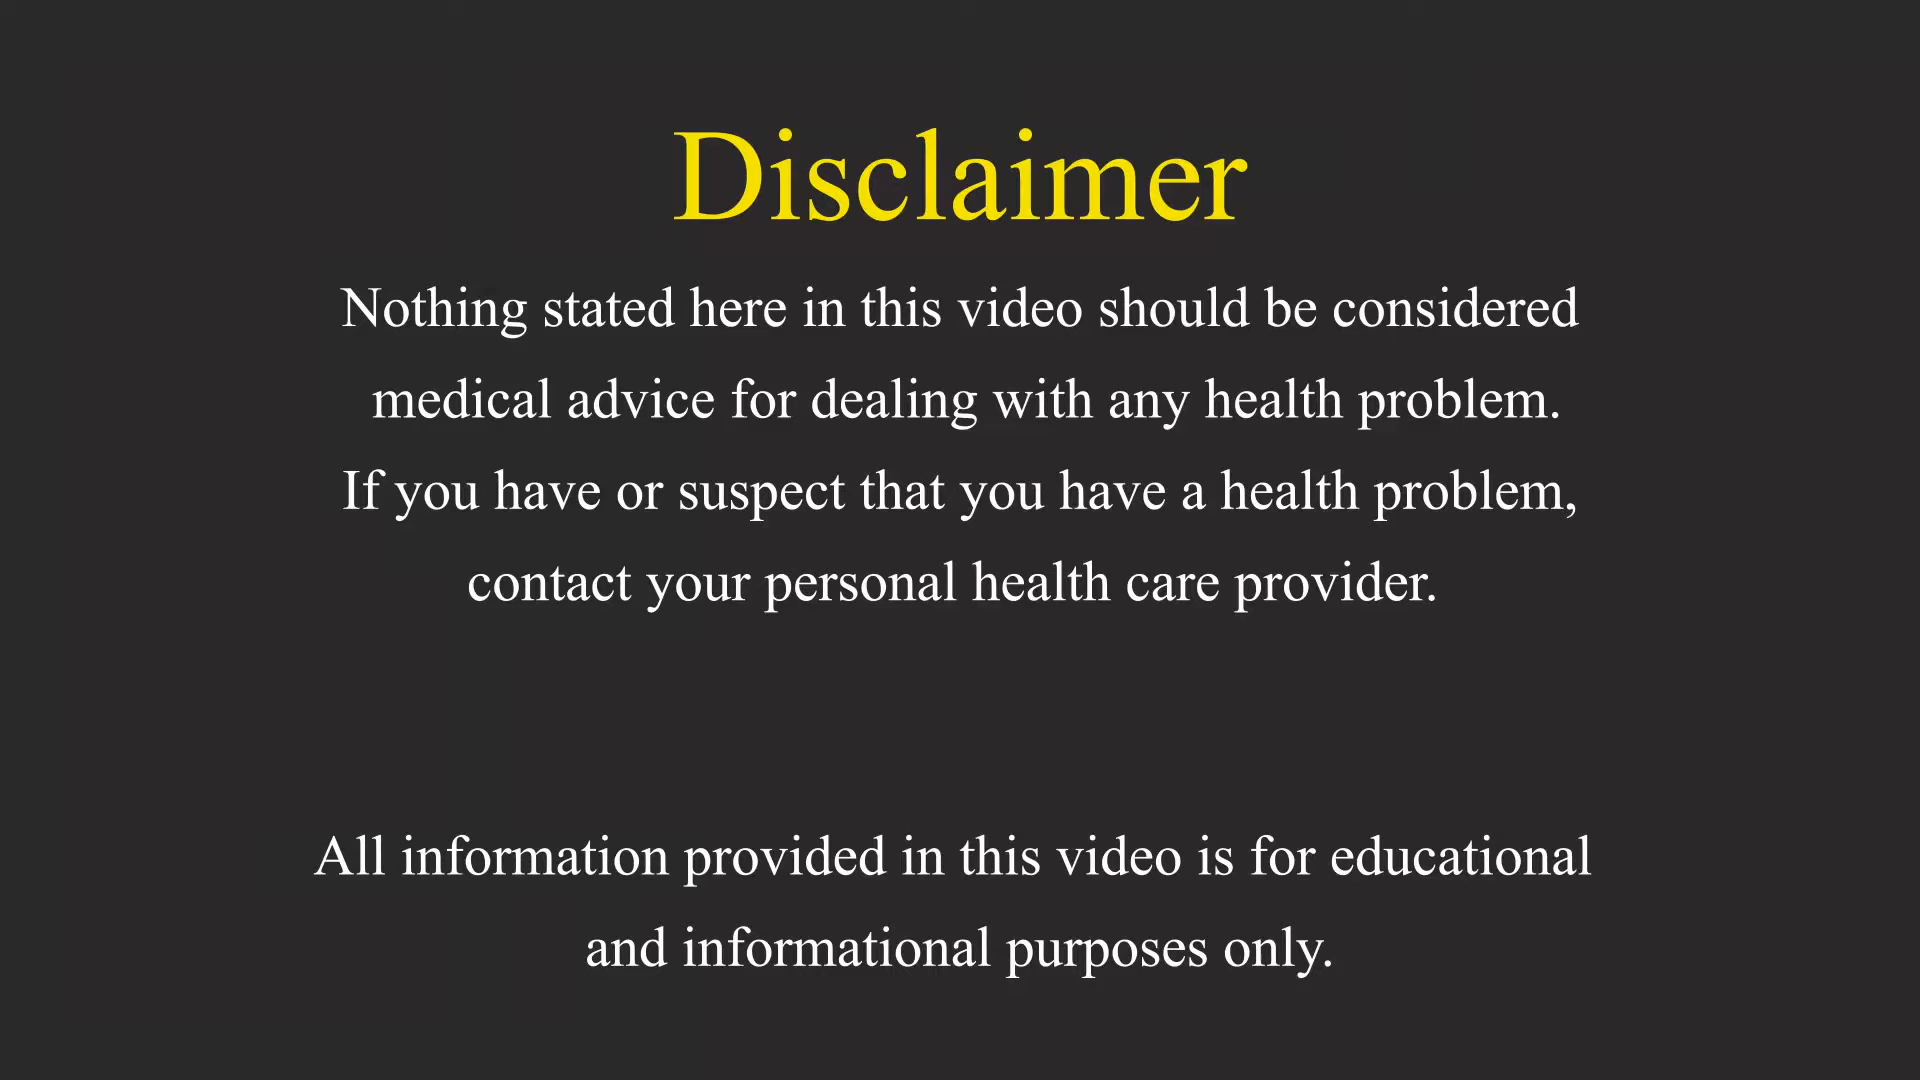 Disclaimer
Nothing stated here in this video should be considered
medical advice for dealing with any health problem.
If you have or suspect that you have a health problem,
contact your personal health care provider.
All information provided in this video is for educational
and informational purposes only.